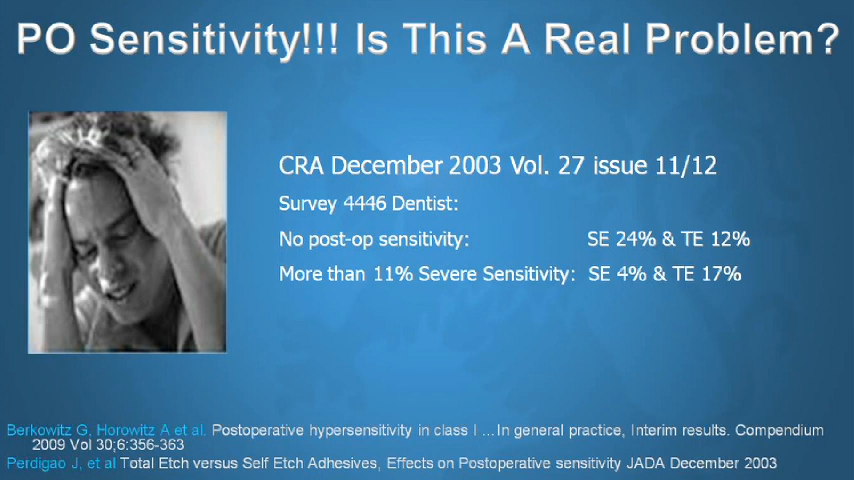 PO Sensitivity!!! Is This A Real Problem?
CRA December 2003 Vol. 27 issue 11/12
Survey 4446 Dentist:
No post-op sensitivity: SE 24% & TE 12%
More than 11% Severe Sensitivity: SE 4% & TE 17%
Berkowitz G, Horowitz A et al. Postoperative hypersensitivity in class I ...In general practice, Interim results. Compendium
2009 Vol 30;6:356-363
Perdigao J, et al Total Etch versus Self Etch Adhesives, Effects on Postoperative sensitivity JADA December 2003